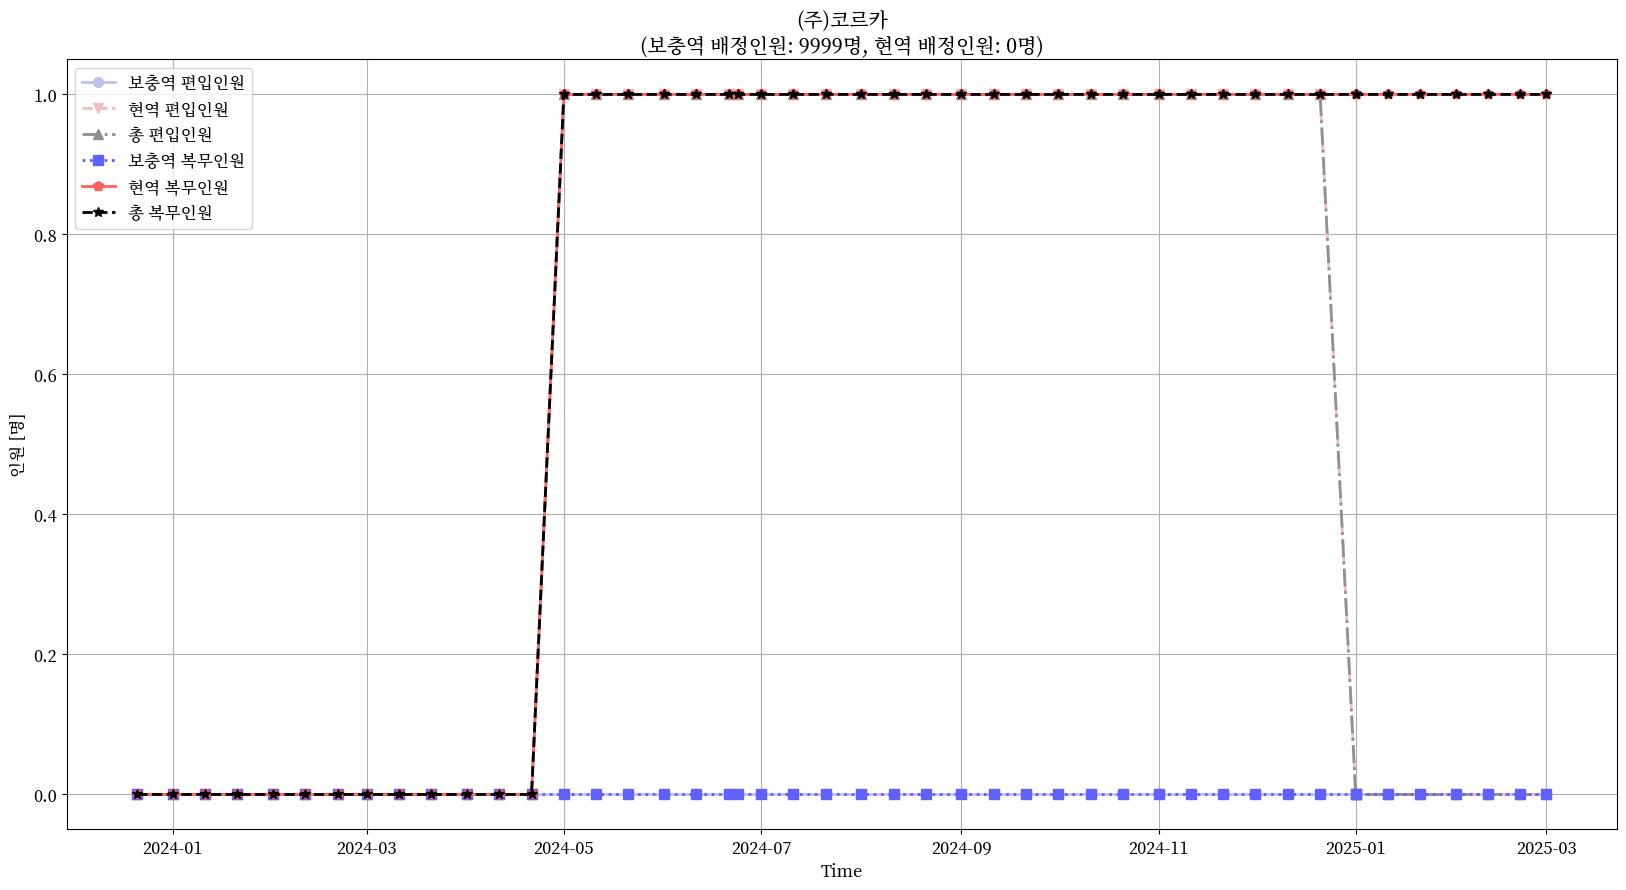 (주)코르카
(보충역 배정인원: 9999명, 현역 배정인원: 0명)
보충역 편입인원
현역 편입인원
총 편입인원
보충역 복무인원
현역 복무인원
총 복무인원
1.0
0.8
0.6
0.4
0.2
0.0
인원 [명]
2024-01 2024-03 2024-05 2024-07 2024-09 2024-11 2025-01 2025-03
Time